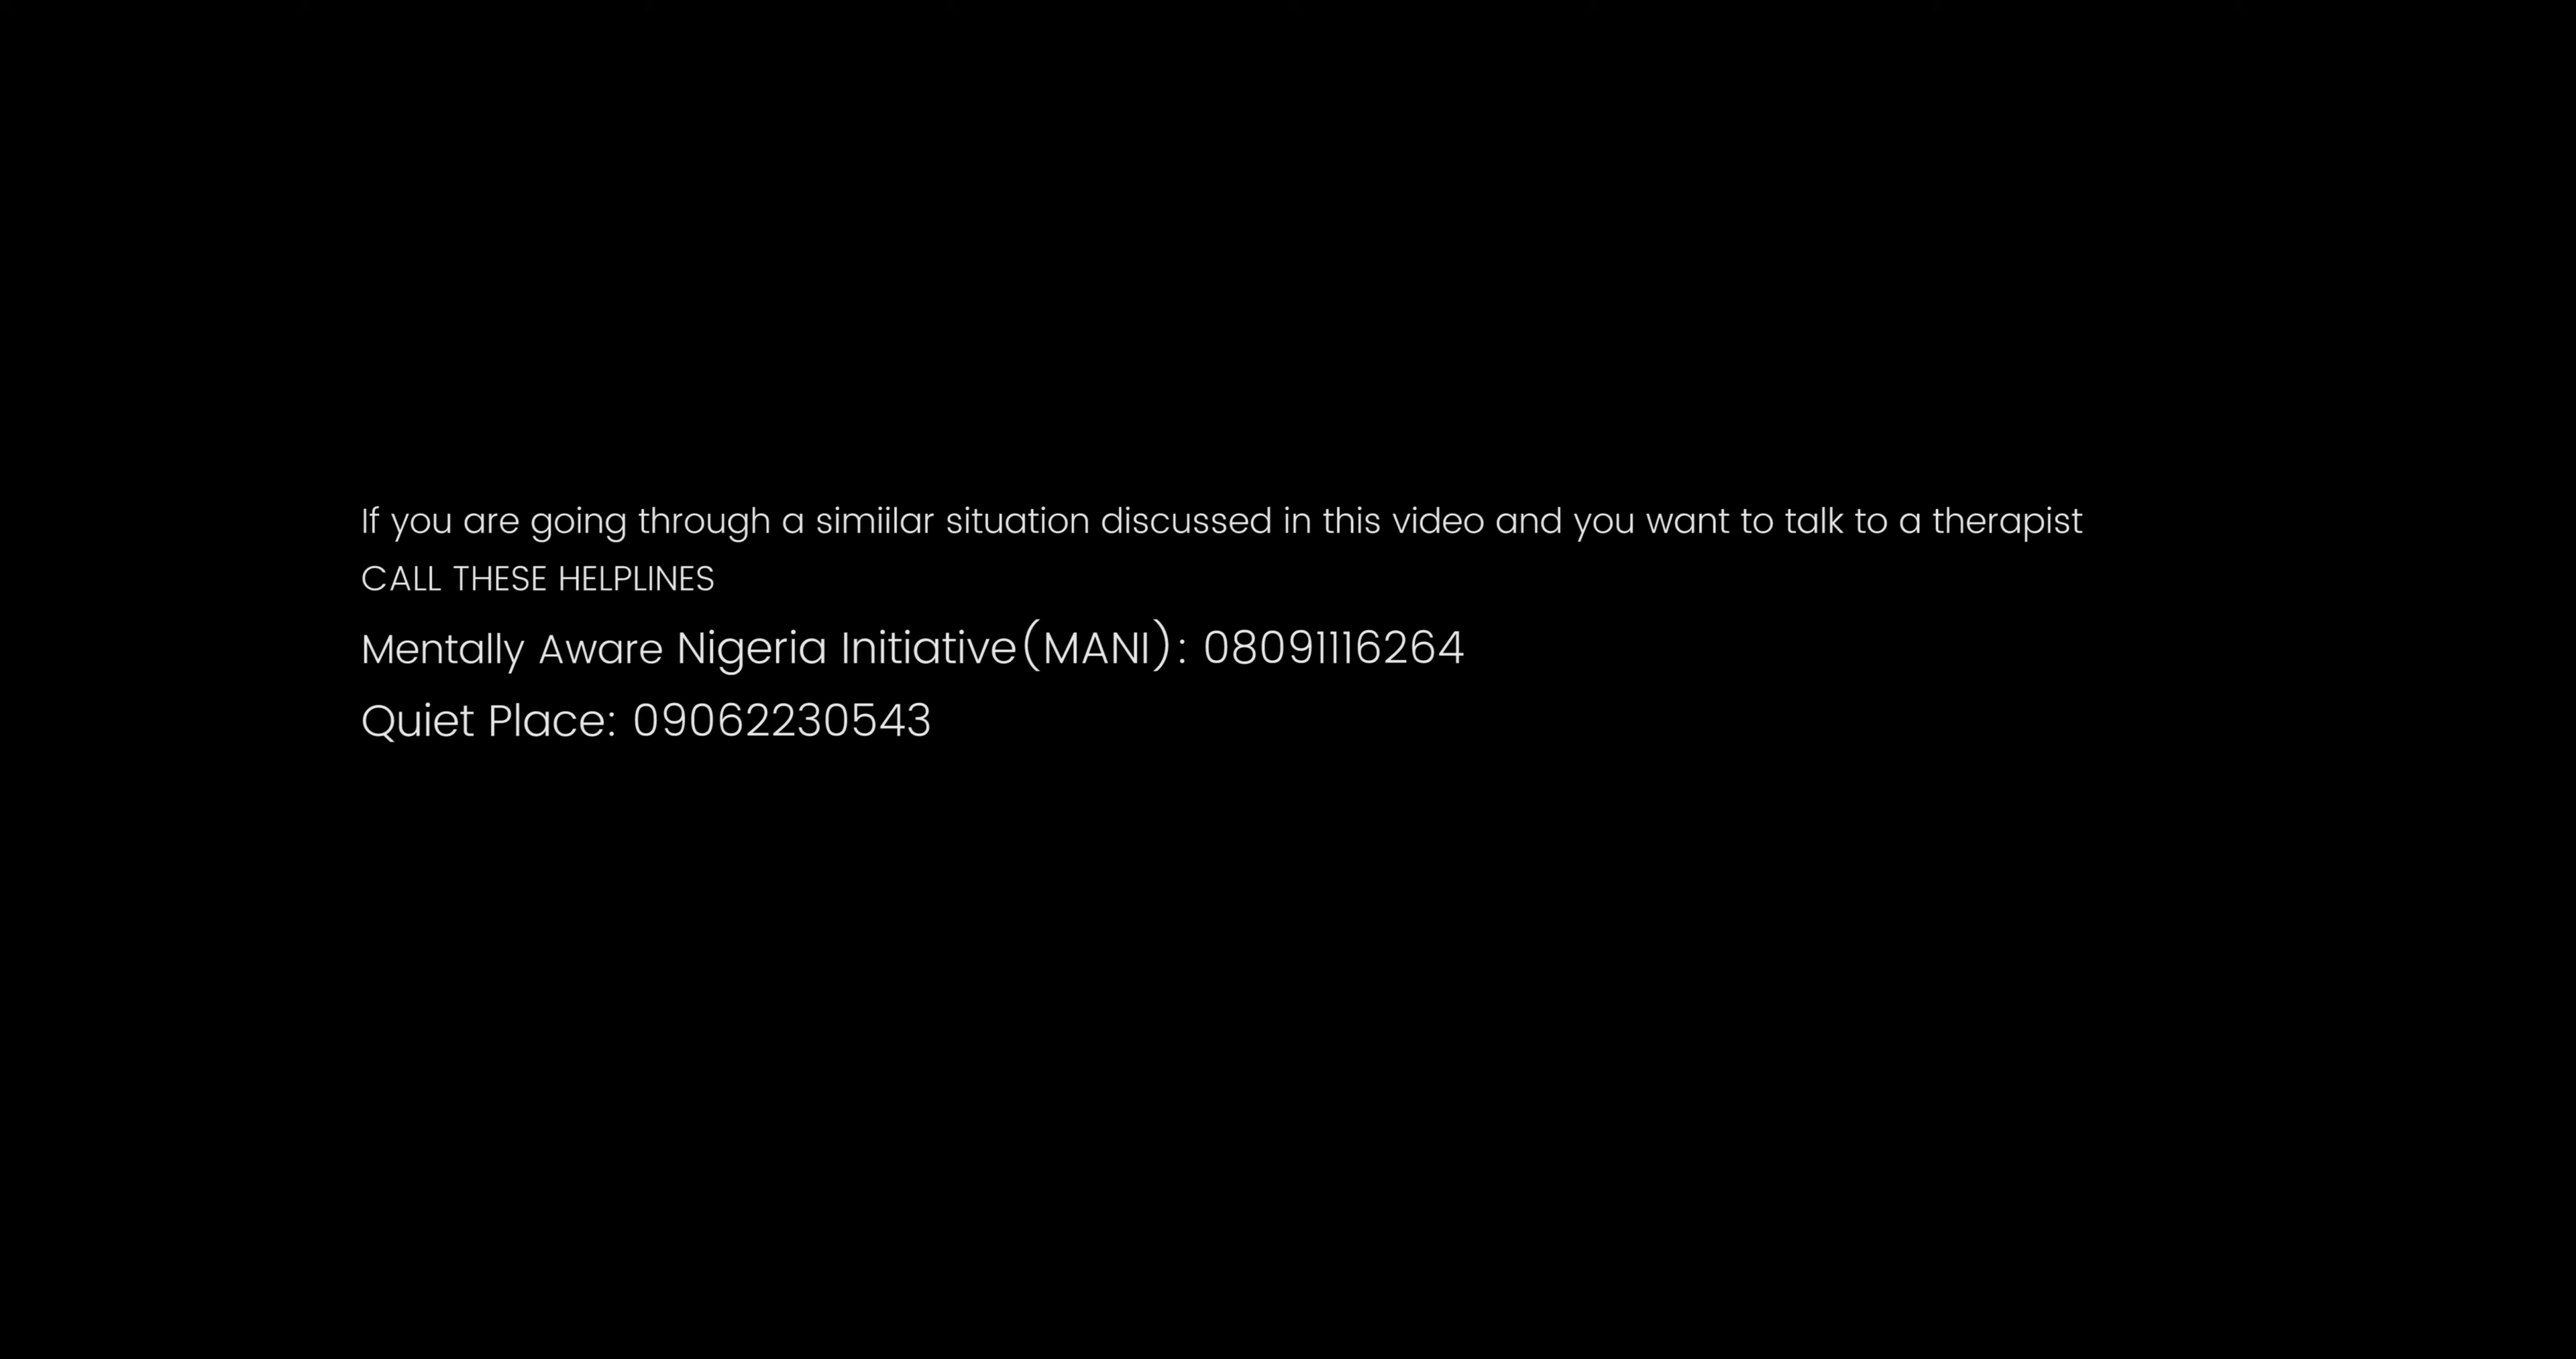 If you are going through a simiilar situation discussed in this video and you want to talk to a therapist
CALL THESE HELPLINES
Mentally Aware Nigeria Initiative(MANI): 08091116264
Quiet Place: 09062230543